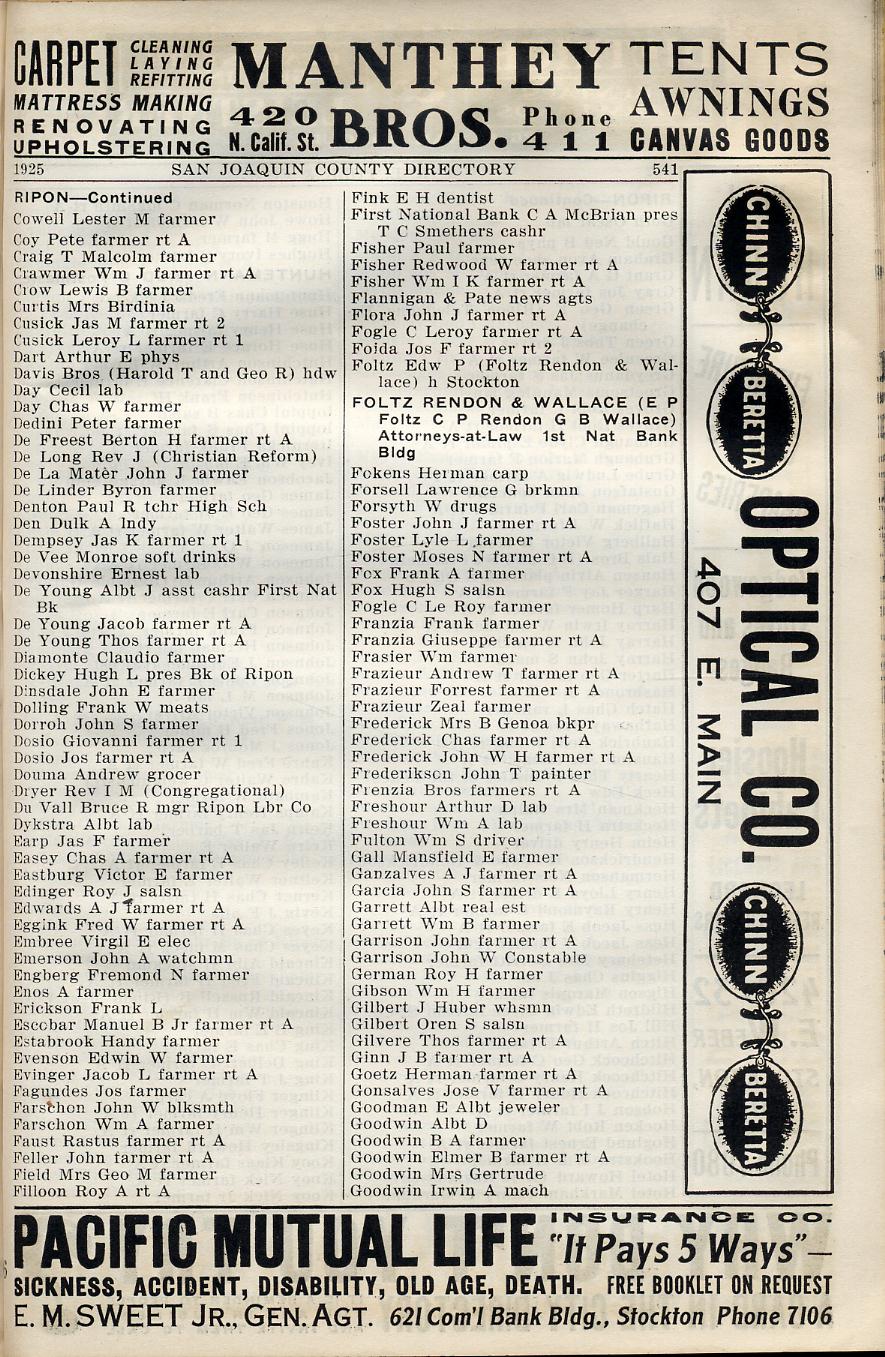 CARPET CLEANING
LAYING
REFITTING
MATTRESS MAKING
RENOVATING
UPHOLSTERING
MANTHEY
420
N. Calif. St.
BROS.
Phone
411
TENTS
AWNINGS
CANVAS GOODS
1925 SAN JOAQUIN COUNTY DIRECTORY 541
RIPON—Continued
Cowell Lester M farmer
Coy Pete farmer rt A
Craig T Malcolm farmer
Crawmer Wm J farmer rt A
Crow Lewis B farmer
Curtis Mrs Birdinia
Cusick Jas M farmer rt 2
Cusick Leroy L farmer rt 1
Dart Arthur E phys
Davis Bros (Harold T and Geo R) hdw
Day Cecil lab
Day Chas W farmer
Dedini Peter farmer
De Freest Berton H farmer rt A
De Long Rev J (Christian Reform)
De La Matèr John J farmer
De Linder Byron farmer
Denton Paul R tchr High Sch
Den Dulk A lndy
Dempsey Jas K farmer rt 1
De Vee Monroe soft drinks
Devonshire Ernest lab
De Young Albt J asst cashr First Nat
Bk
De Young Jacob farmer rt A
De Young Thos farmer rt A
Diamonte Claudio farmer
Dickey Hugh L pres Bk of Ripon
Dinsdale John E farmer
Dolling Frank W meats
Dorroh John S farmer
Dosio Giovanni farmer rt 1
Dosio Jos farmer rt A
Douma Andrew grocer
Dryer Rev I M (Congregational)
Du Vall Bruce R mgr Ripon Lbr Co
Dykstra Albt lab
Earp Jas F farmer
Easey Chas A farmer rt A
Eastburg Victor E farmer
Edinger Roy J salsn
Edwards A J farmer rt A
Eggink Fred W farmer rt A
Embree Virgil E elec
Emerson John A watchmn
Engberg Fremond N farmer
Enos A farmer
Erickson Frank L
Escobar Manuel B Jr farmer rt A
Estabrook Handy farmer
Evenson Edwin W farmer
Evinger Jacob L farmer rt A
Fagundes Jos farmer
Farschon John W blksmth
Farschon Wm A farmer
Faust Rastus farmer rt A
Feller John farmer rt A
Field Mrs Geo M farmer
Filloon Roy A rt A
Fink E H dentist
First National Bank C A McBrian pres
T C Smethers cashr
Fisher Paul farmer
Fisher Redwood W farmer rt A
Fisher Wm I K farmer rt A
Flannigan & Pate news agts
Flora John J farmer rt A
Fogle C Leroy farmer rt A
Foida Jos F farmer rt 2
Foltz Edw P (Foltz Rendon & Wal-
lace) h Stockton
FOLTZ RENDON & WALLACE (E P
Foltz C P Rendon G B Wallace)
Attorneys-at-Law 1st Nat Bank
Bldg
Fokens Herman carp
Forsell Lawrence G brkmn
Forsyth W drugs
Foster John J farmer rt A
Foster Lyle L farmer
Foster Moses N farmer rt A
Fox Frank A farmer
Fox Hugh S salsn
Fogle C Le Roy farmer
Franzia Frank farmer
Franzia Giuseppe farmer rt A
Frasier Wm farmer
Frazieur Andrew T farmer rt A
Frazieur Forrest farmer rt A
Frazieur Zeal farmer
Frederick Mrs B Genoa bkpr
Frederick Chas farmer rt A
Frederick John W H farmer rt A
Frederikson John T painter
Frenzia Bros farmers rt A
Freshour Arthur D lab
Freshour Wm A lab
Fulton Wm S driver
Gall Mansfield E farmer
Ganzalves A J farmer rt A
Garcia John S farmer rt A
Garrett Albt real est
Garrett Wm B farmer
Garrison John farmer rt A
Garrison John W Constable
German Roy H farmer
Gibson Wm H farmer
Gilbert J Huber whsmn
Gilbert Oren S salsn
Gilvere Thos farmer rt A
Ginn J B farmer rt A
Goetz Herman farmer rt A
Gonsalves Jose V farmer rt A
Goodman E Albt jeweler
Goodwin Albt D
Goodwin B A farmer
Goodwin Elmer B farmer rt A
Goodwin Mrs Gertrude
Goodwin Irwin A mach
CHINN
BERETTA
OPTICAL CO.
407 E. MAIN
CHINN
BERETTA
PACIFIC MUTUAL LIFE INSURANCE CO.
"It Pays 5 Ways"—
SICKNESS, ACCIDENT, DISABILITY, OLD AGE, DEATH. FREE BOOKLET ON REQUEST
E. M. SWEET JR., GEN. AGT. 621 Com'l Bank Bldg., Stockton Phone 7106